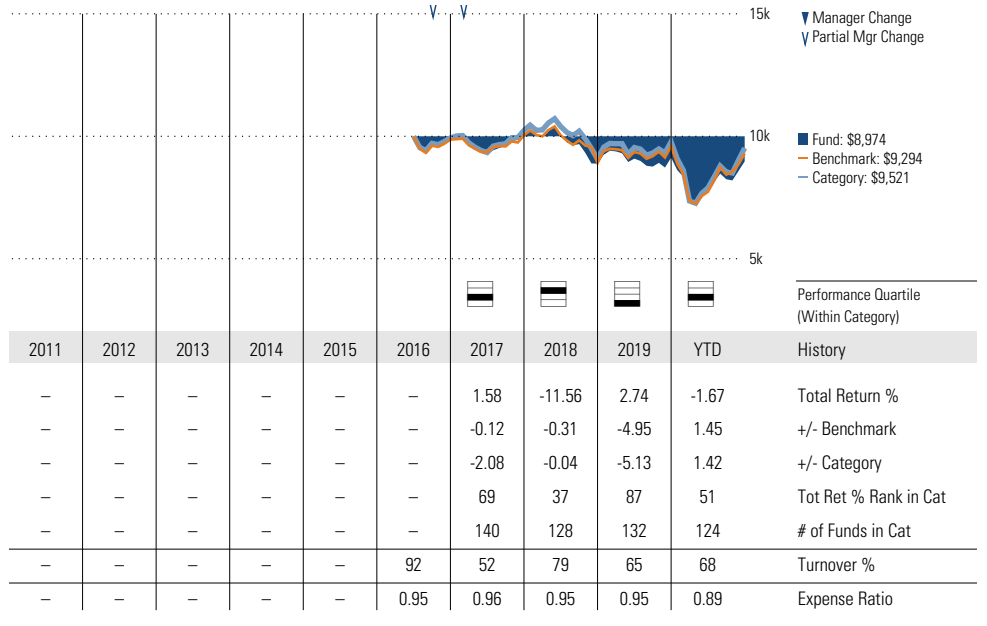 15k
Manager Change
Partial Mgr Change
10k
Fund: $8,974
Benchmark: $9,294
Category: $9,521
5k
Performance Quartile
(Within Category)
2011 2012 2013 2014 2015 2016 2017 2018 2019 YTD History
– – – – – – 1.58 -11.56 2.74 -1.67 Total Return %
– – – – – – -0.12 -0.31 -4.95 1.45 +/- Benchmark
– – – – – – -2.08 -0.04 -5.13 1.42 +/- Category
– – – – – – 69 37 87 51 Tot Ret % Rank in Cat
– – – – – – 140 128 132 124 # of Funds in Cat
– – – – – 92 52 79 65 68 Turnover %
– – – – – 0.95 0.96 0.95 0.95 0.89 Expense Ratio